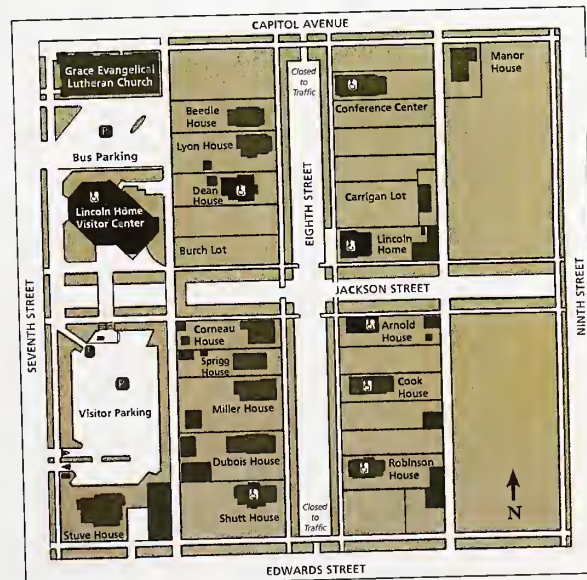 CAPITOL AVENUE
Grace Evangelical
Lutheran Church
P
Bus Parking
Lincoln Home
Visitor Center
Beedle
House
Lyon House
Dean
House
Burch Lot
Closed
to
Traffic
EIGHTH STREET
Conference Center
Carrigan Lot
Lincoln
Home
Manor
House
SEVENTH STREET
JACKSON STREET
NINTH STREET
P
Visitor Parking
Stuve House
Corneau
House
Sprigg
House
Miller House
Dubois House
Shutt House
Closed
to
Traffic
Arnold
House
Cook
House
Robinson
House
N
EDWARDS STREET